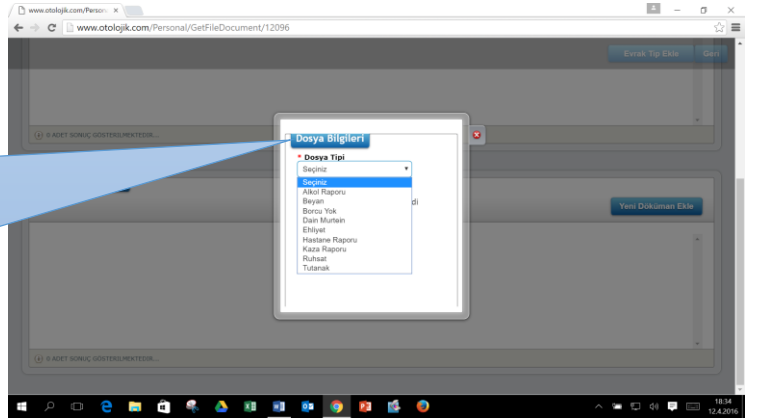 www.otolojik.com/Person
www.otolojik.com/Personal/GetFileDocument/12096
Evrak Tip Ekle
Geri
0 ADET SONUÇ GÖSTERİLMEKTEDİR...
Dosya Bilgileri
* Dosya Tipi
Seçiniz
Seçiniz
Alkol Raporu
Beyan
di
Borcu Yok
Dain Murtein
Ehliyet
Hastane Raporu
Kaza Raporu
Ruhsat
Tutanak
Yeni Döküman Ekle
0 ADET SONUÇ GÖSTERİLMEKTEDİR...
18:34
12.4.2016